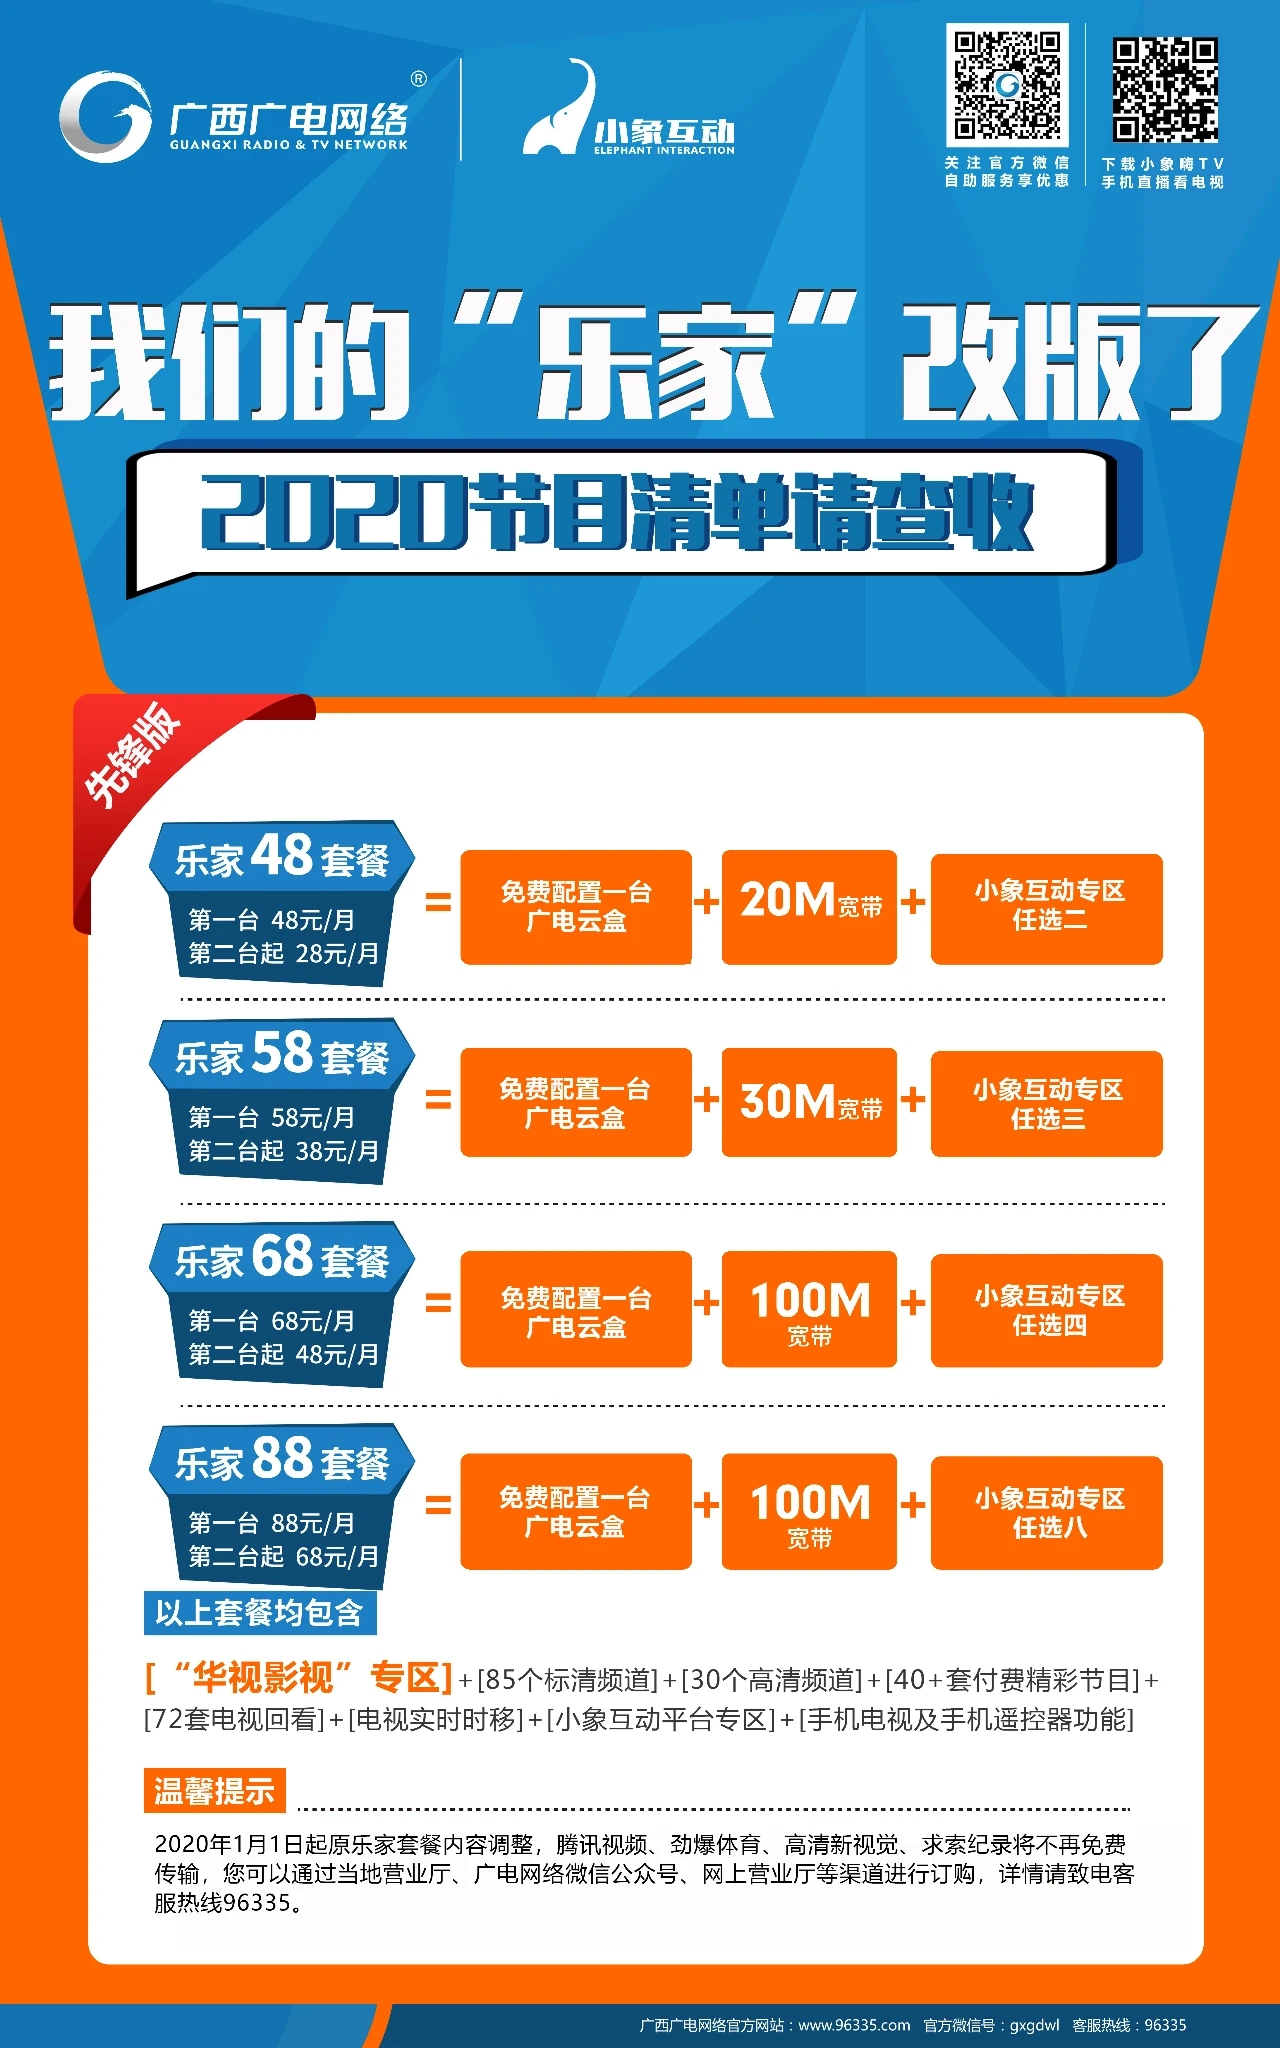 广西广电网络®
GUANGXI RADIO & TV NETWORK
小象互动
ELEPHANT INTERACTION
关注官方微信
自助服务享优惠
下载小象嗨TV
手机直播看电视
我们的“乐家”改版了
2020节目清单请查收
先锋版
乐家48套餐
第一台 48元/月
第二台起 28元/月
=
免费配置一台
广电云盒
+
20M宽带
+
小象互动专区
任选二
乐家58套餐
第一台 58元/月
第二台起 38元/月
=
免费配置一台
广电云盒
+
30M宽带
+
小象互动专区
任选三
乐家68套餐
第一台 68元/月
第二台起 48元/月
=
免费配置一台
广电云盒
+
100M
宽带
+
小象互动专区
任选四
乐家88套餐
第一台 88元/月
第二台起 68元/月
=
免费配置一台
广电云盒
+
100M
宽带
+
小象互动专区
任选八
以上套餐均包含
[“华视影视”专区]+[85个标清频道]+[30个高清频道]+[40+套付费精彩节目]+
[72套电视回看]+[电视实时时移]+[小象互动平台专区]+[手机电视及手机遥控器功能]
温馨提示
2020年1月1日起原乐家套餐内容调整，腾讯视频、劲爆体育、高清新视觉、求索纪录将不再免费
传输，您可以通过当地营业厅、广电网络微信公众号、网上营业厅等渠道进行订购，详情请致电客
服热线96335。
广西广电网络官方网站：www.96335.com 官方微信号：gxgdwl 客服热线：96335